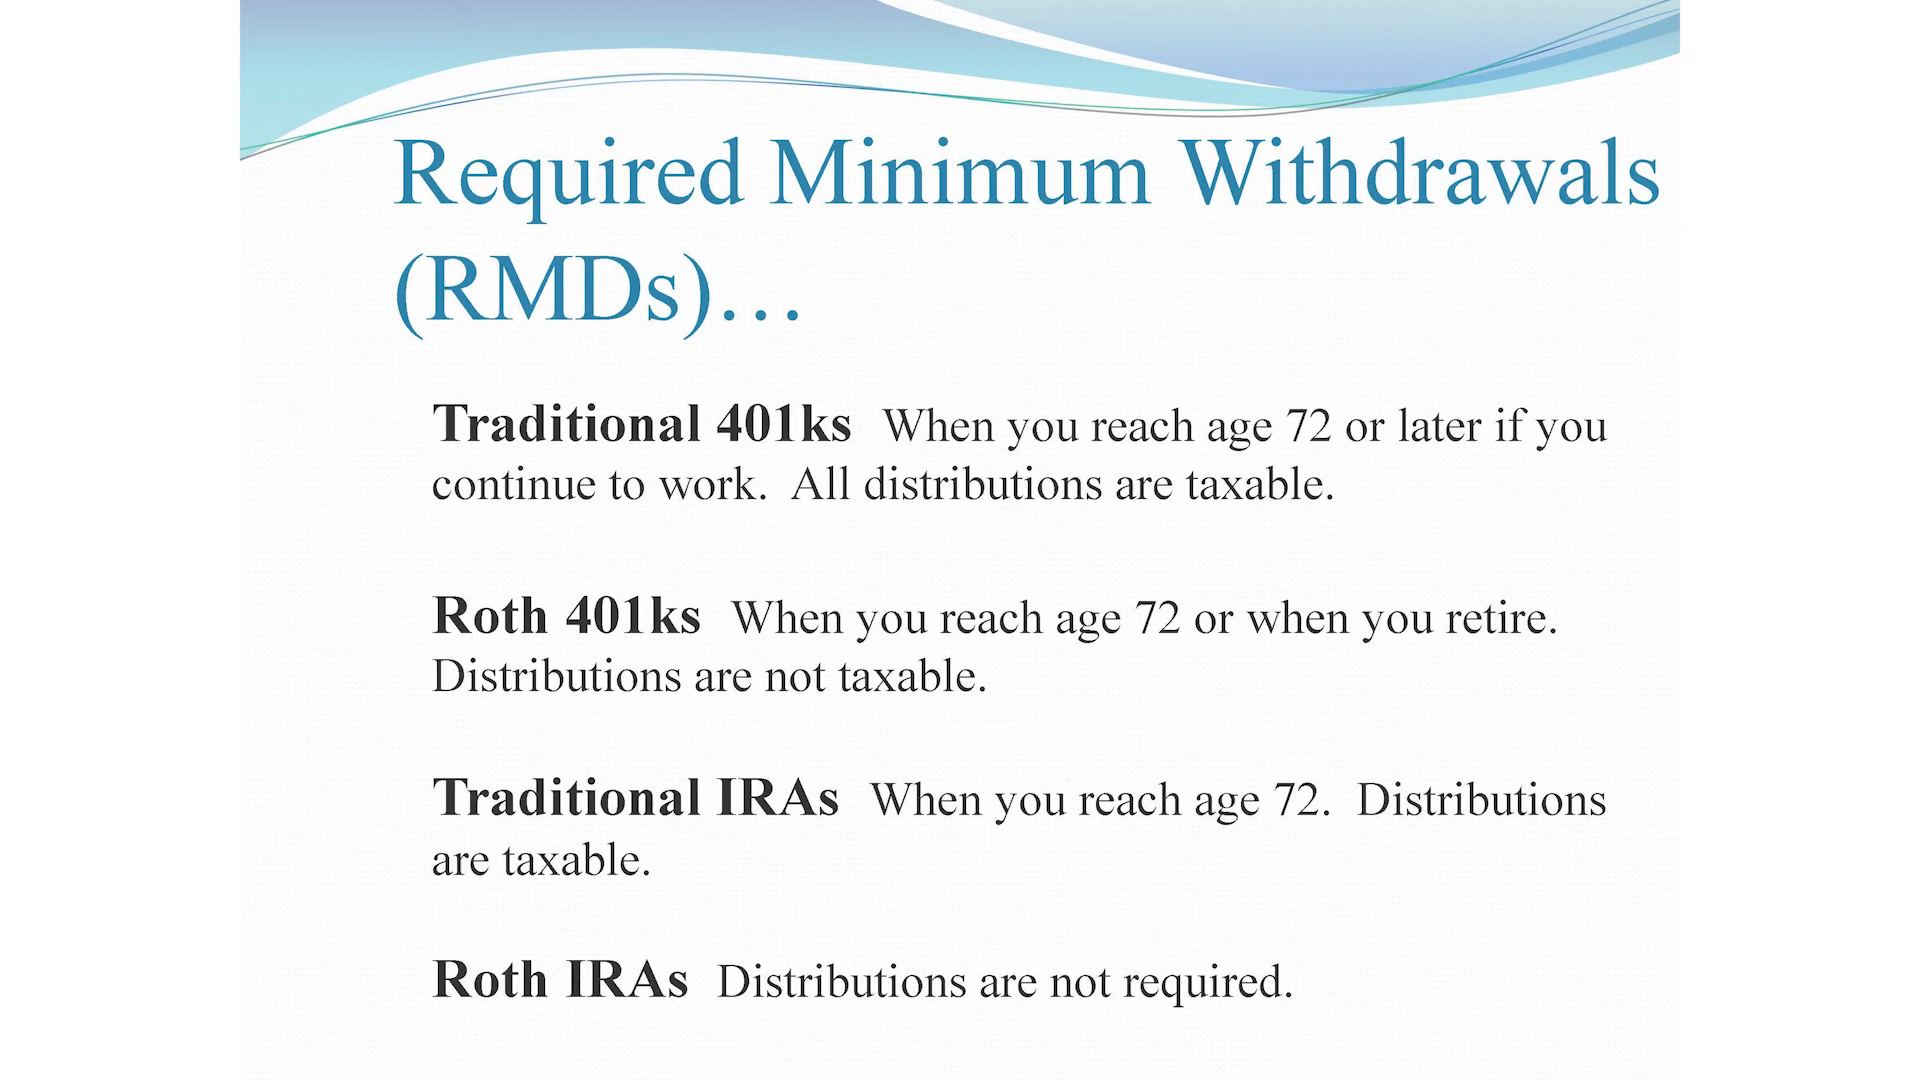 Required Minimum Withdrawals
(RMDs)…
Traditional 401ks When you reach age 72 or later if you
continue to work. All distributions are taxable.
Roth 401ks When you reach age 72 or when you retire.
Distributions are not taxable.
Traditional IRAs When you reach age 72. Distributions
are taxable.
Roth IRAs Distributions are not required.